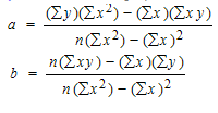 a = (Σy)(Σx²) – (Σx)(Σxy) / n(Σx²) – (Σx)²
b = n(Σxy) – (Σx)(Σy) / n(Σx²) – (Σx)²